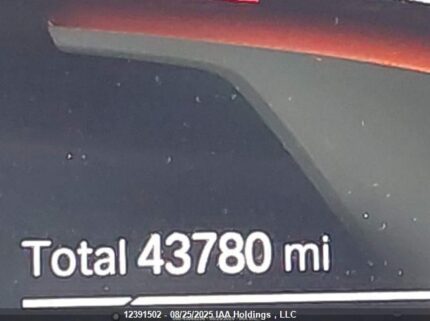 Total 43780 mi
12391502 - 08/25/2025 IAA Holdings , LLC